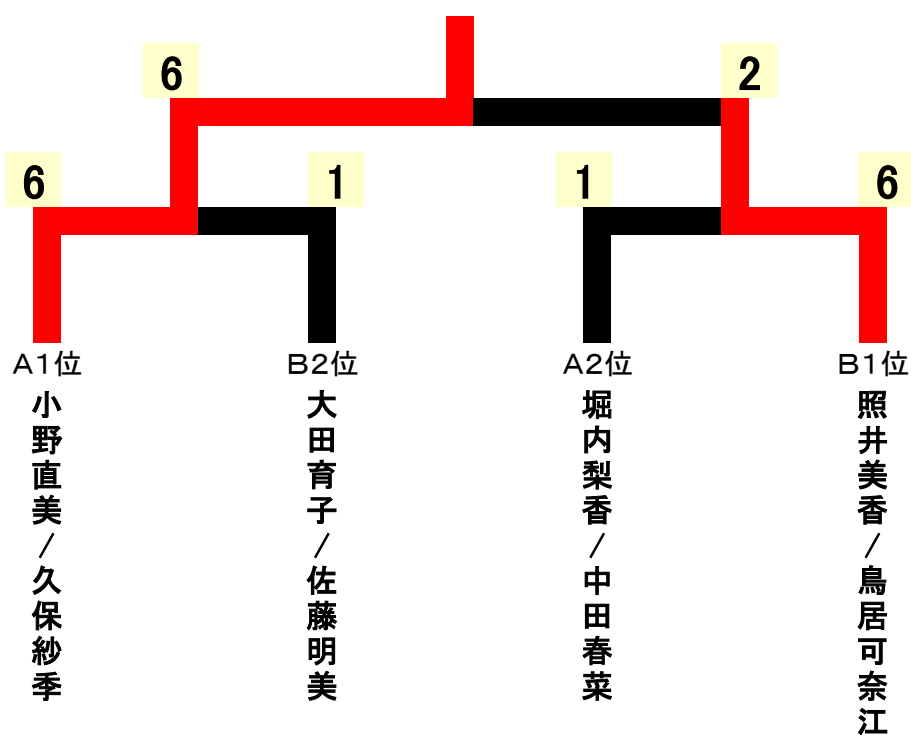 6
2
6
1
1
6
A1位
B2位
A2位
B1位
小野直美/久保紗季
大田育子/佐藤明美
堀内梨香/中田春菜
照井美香/鳥居可奈江